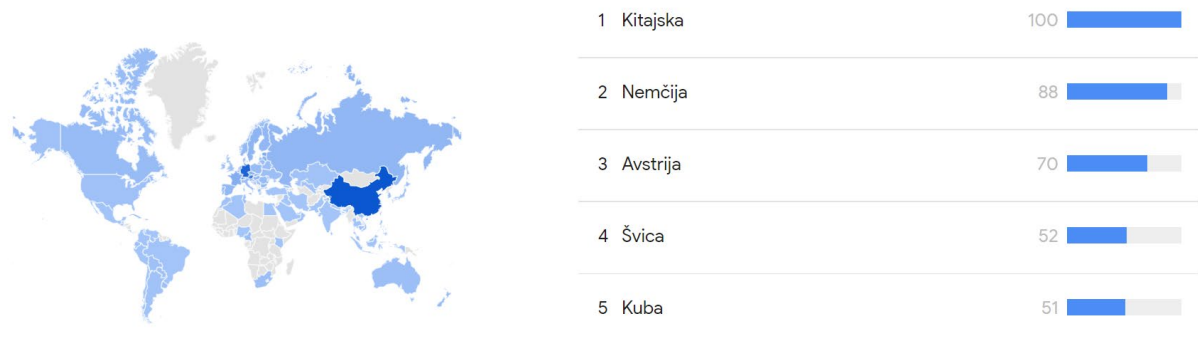 1 Kitajska 100
2 Nemčija 88
3 Avstrija 70
4 Švica 52
5 Kuba 51